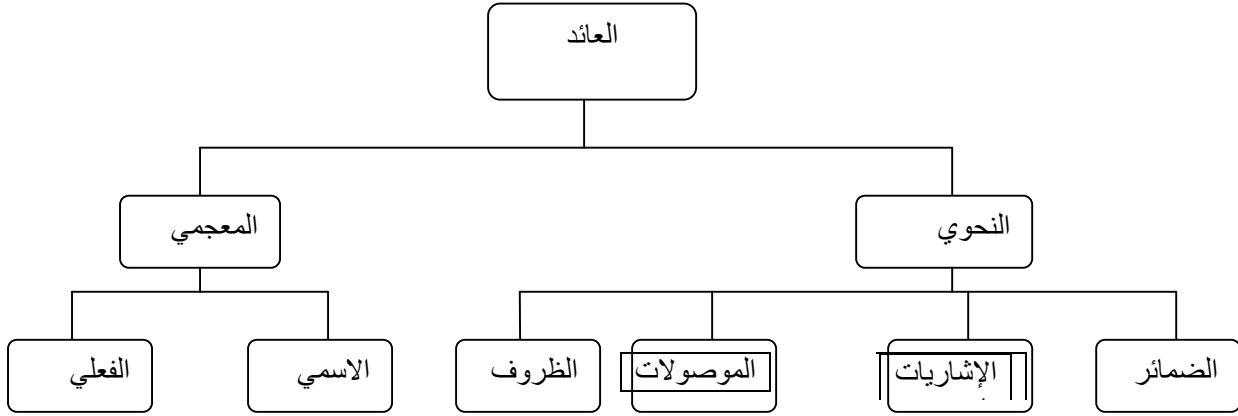 العائد
النحوي
المعجمي
الضمائر
الإشاريات
الموصولات
الظروف
الاسمي
الفعلي